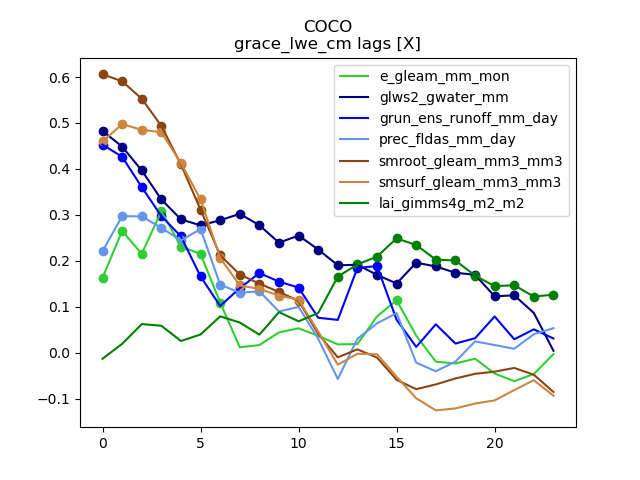 COCO
grace_lwe_cm lags [X]
e_gleam_mm_mon
glws2_gwater_mm
grun_ens_runoff_mm_day
prec_fldas_mm_day
smroot_gleam_mm3_mm3
smsurf_gleam_mm3_mm3
lai_gimms4g_m2_m2
0.6
0.5
0.4
0.3
0.2
0.1
0.0
−0.1
0
5
10
15
20